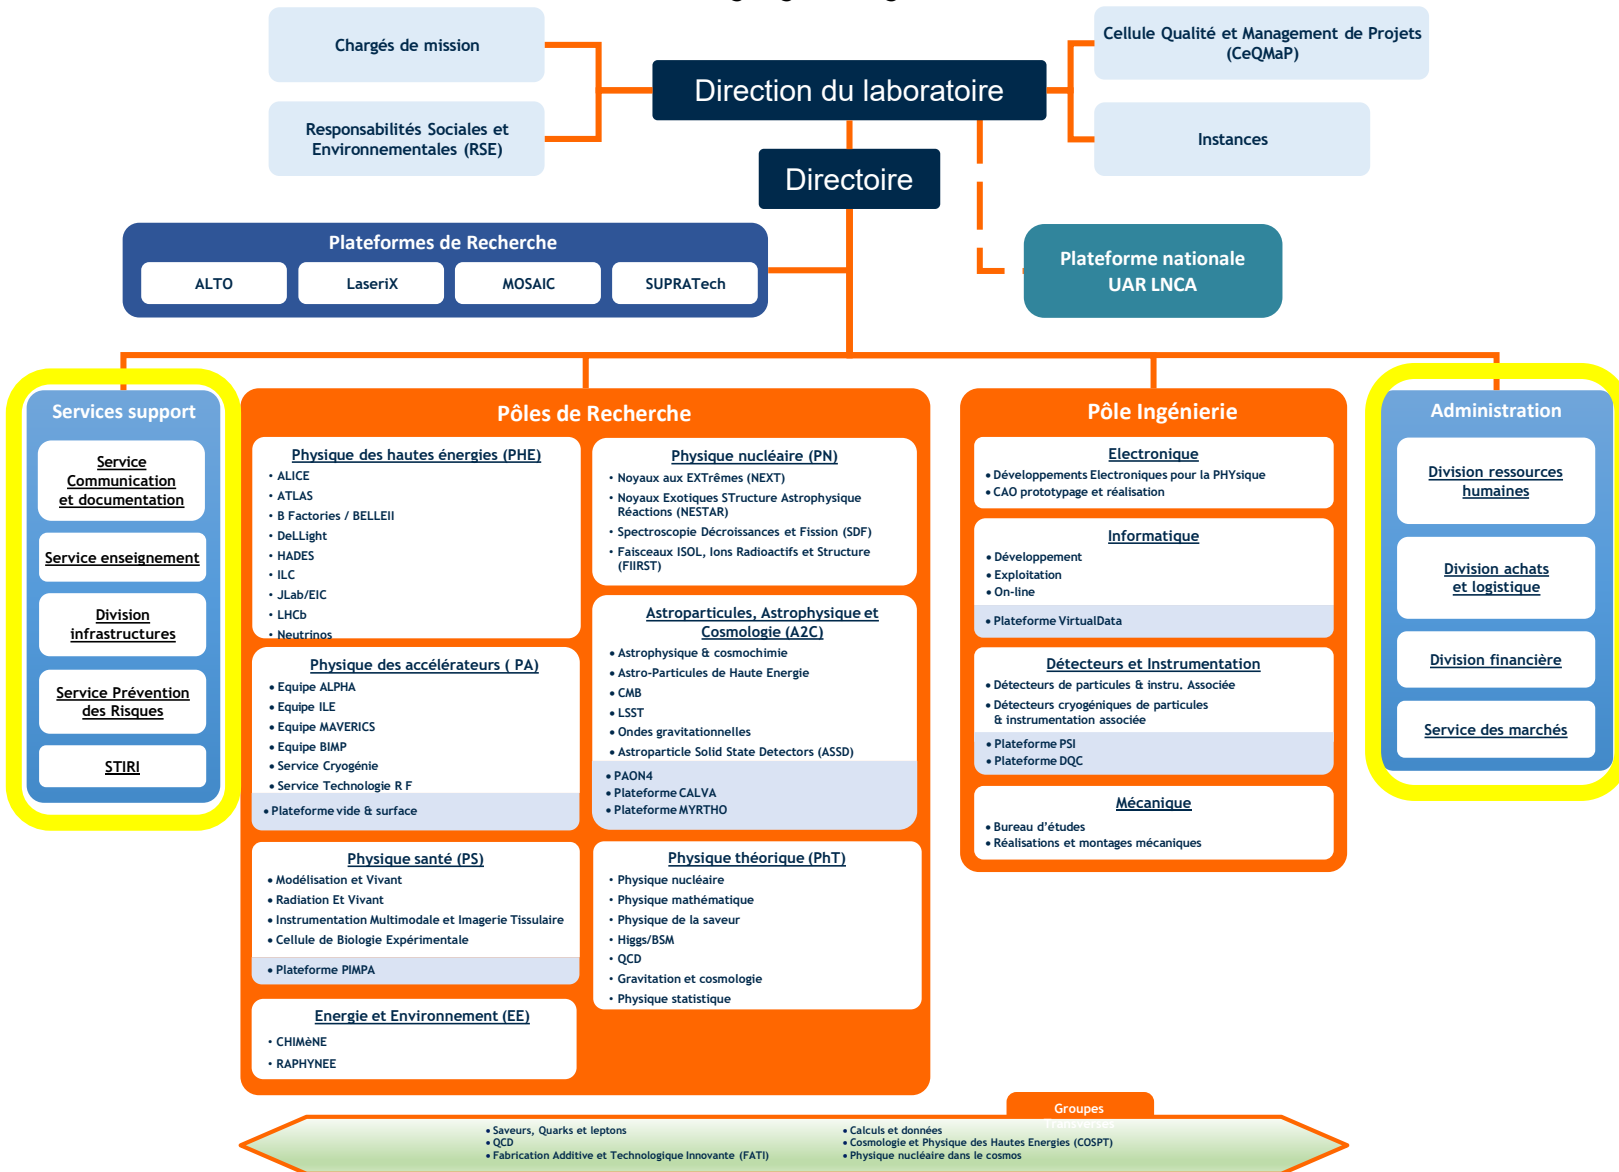 Chargés de mission
Cellule Qualité et Management de Projets
(CeQMaP)
Direction du laboratoire
Responsabilités Sociales et
Environnementales (RSE)
Instances
Directoire
Plateformes de Recherche
ALTO
LaseriX
MOSAIC
SUPRATech
Plateforme nationale
UAR LNCA
Services support
Service
Communication
et documentation
Service enseignement
Division
infrastructures
Service Prévention
des Risques
STIRI
Pôles de Recherche
Physique des hautes énergies (PHE)
• ALICE
• ATLAS
• B Factories / BELLEII
• DeLLight
• HADES
• ILC
• JLab/EIC
• LHCb
• Neutrinos
Physique des accélérateurs ( PA)
• Equipe ALPHA
• Equipe ILE
• Equipe MAVERICS
• Equipe BIMP
• Service Cryogénie
• Service Technologie R F
• Plateforme vide & surface
Physique santé (PS)
• Modélisation et Vivant
• Radiation Et Vivant
• Instrumentation Multimodale et Imagerie Tissulaire
• Cellule de Biologie Expérimentale
• Plateforme PIMPA
Energie et Environnement (EE)
• CHIMèNE
• RAPHYNEE
Physique nucléaire (PN)
• Noyaux aux EXTrêmes (NEXT)
• Noyaux Exotiques STructure Astrophysique
Réactions (NESTAR)
• Spectroscopie Décroissances et Fission (SDF)
• Faisceaux ISOL, Ions Radioactifs et Structure
(FIIRST)
Astroparticules, Astrophysique et
Cosmologie (A2C)
• Astrophysique & cosmochimie
• Astro-Particules de Haute Energie
• CMB
• LSST
• Ondes gravitationnelles
• Astroparticle Solid State Detectors (ASSD)
• PAON4
• Plateforme CALVA
• Plateforme MYRTHO
Physique théorique (PhT)
• Physique nucléaire
• Physique mathématique
• Physique de la saveur
• Higgs/BSM
• QCD
• Gravitation et cosmologie
• Physique statistique
Pôle Ingénierie
Electronique
• Développements Electroniques pour la PHYsique
• CAO prototypage et réalisation
Informatique
• Développement
• Exploitation
• On-line
• Plateforme VirtualData
Détecteurs et Instrumentation
• Détecteurs de particules & instru. Associée
• Détecteurs cryogéniques de particules
& instrumentation associée
• Plateforme PSI
• Plateforme DQC
Mécanique
• Bureau d'études
• Réalisations et montages mécaniques
Administration
Division ressources
humaines
Division achats
et logistique
Division financière
Service des marchés
Groupes
Transverses
• Saveurs, Quarks et leptons
• QCD
• Fabrication Additive et Technologique Innovante (FATI)
• Calculs et données
• Cosmologie et Physique des Hautes Energies (COSPT)
• Physique nucléaire dans le cosmos